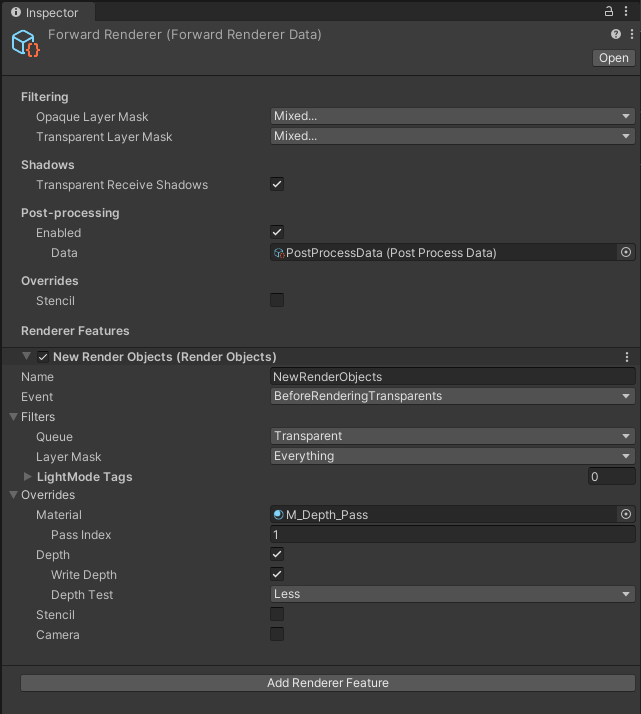 Inspector
Forward Renderer (Forward Renderer Data)
Open
Filtering
Opaque Layer Mask Mixed...
Transparent Layer Mask Mixed...
Shadows
Transparent Receive Shadows
Post-processing
Enabled
Data PostProcessData (Post Process Data)
Overrides
Stencil
Renderer Features
New Render Objects (Render Objects)
Name NewRenderObjects
Event BeforeRenderingTransparents
Filters
Queue Transparent
Layer Mask Everything
LightMode Tags 0
Overrides
Material M_Depth_Pass
Pass Index 1
Depth
Write Depth
Depth Test Less
Stencil
Camera
Add Renderer Feature